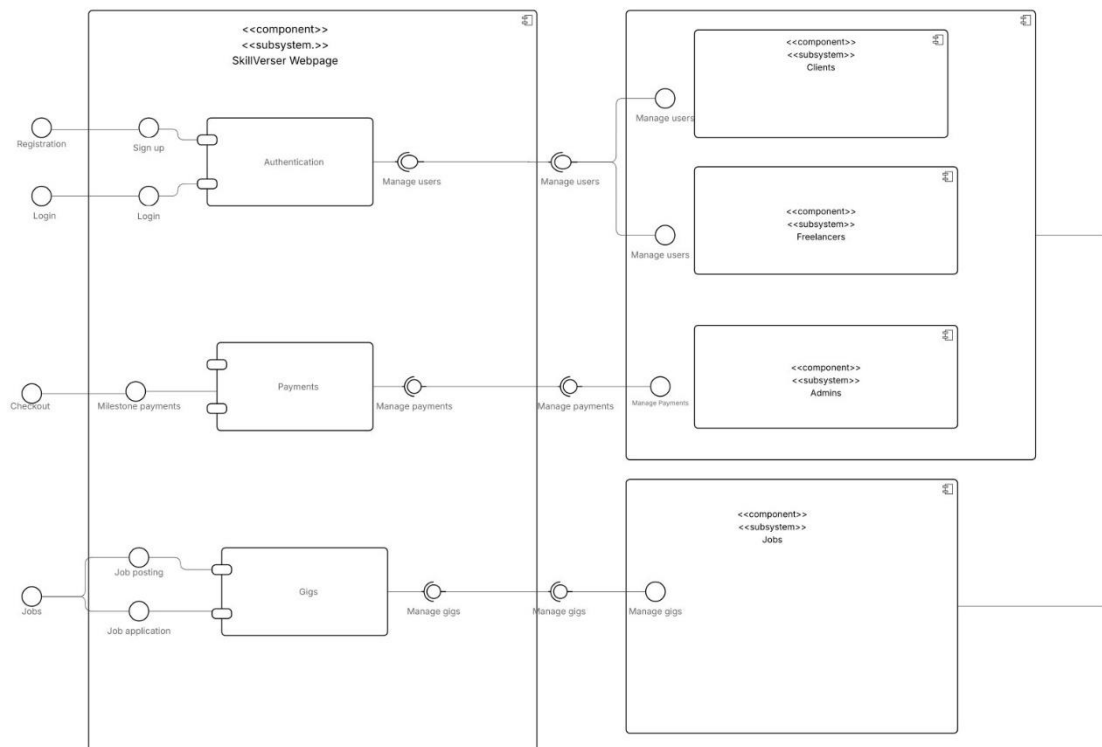 <<component>>
<<subsystem.>>
SkillVerser Webpage
<<component>>
<<subsystem>>
Clients
Registration
Sign up
Authentication
Manage users
Manage users
Manage users
Login
Login
<<component>>
<<subsystem>>
Freelancers
Manage users
<<component>>
<<subsystem>>
Admins
Checkout
Milestone payments
Payments
Manage payments
Manage payments
Manage Payments
<<component>>
<<subsystem>>
Jobs
Job posting
Jobs
Job application
Gigs
Manage gigs
Manage gigs
Manage gigs